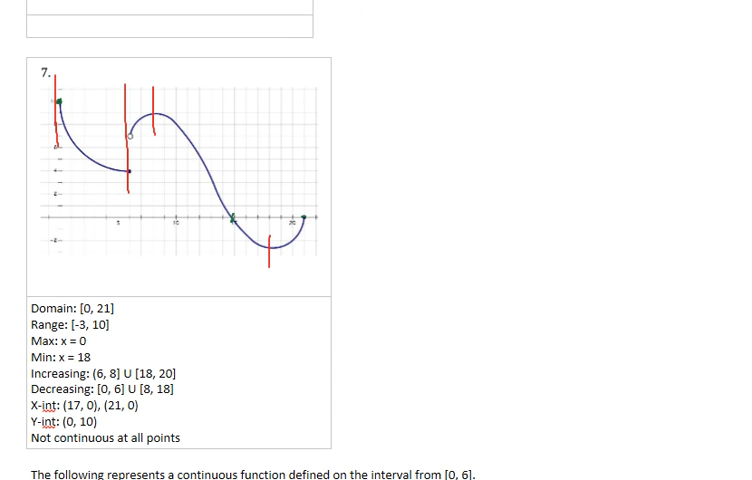 7.
5
10
20
Domain: [0, 21]
Range: [-3, 10]
Max: x = 0
Min: x = 18
Increasing: (6, 8] U [18, 20]
Decreasing: [0, 6] U [8, 18]
X-int: (17, 0), (21, 0)
Y-int: (0, 10)
Not continuous at all points
The following represents a continuous function defined on the interval from [0, 6].